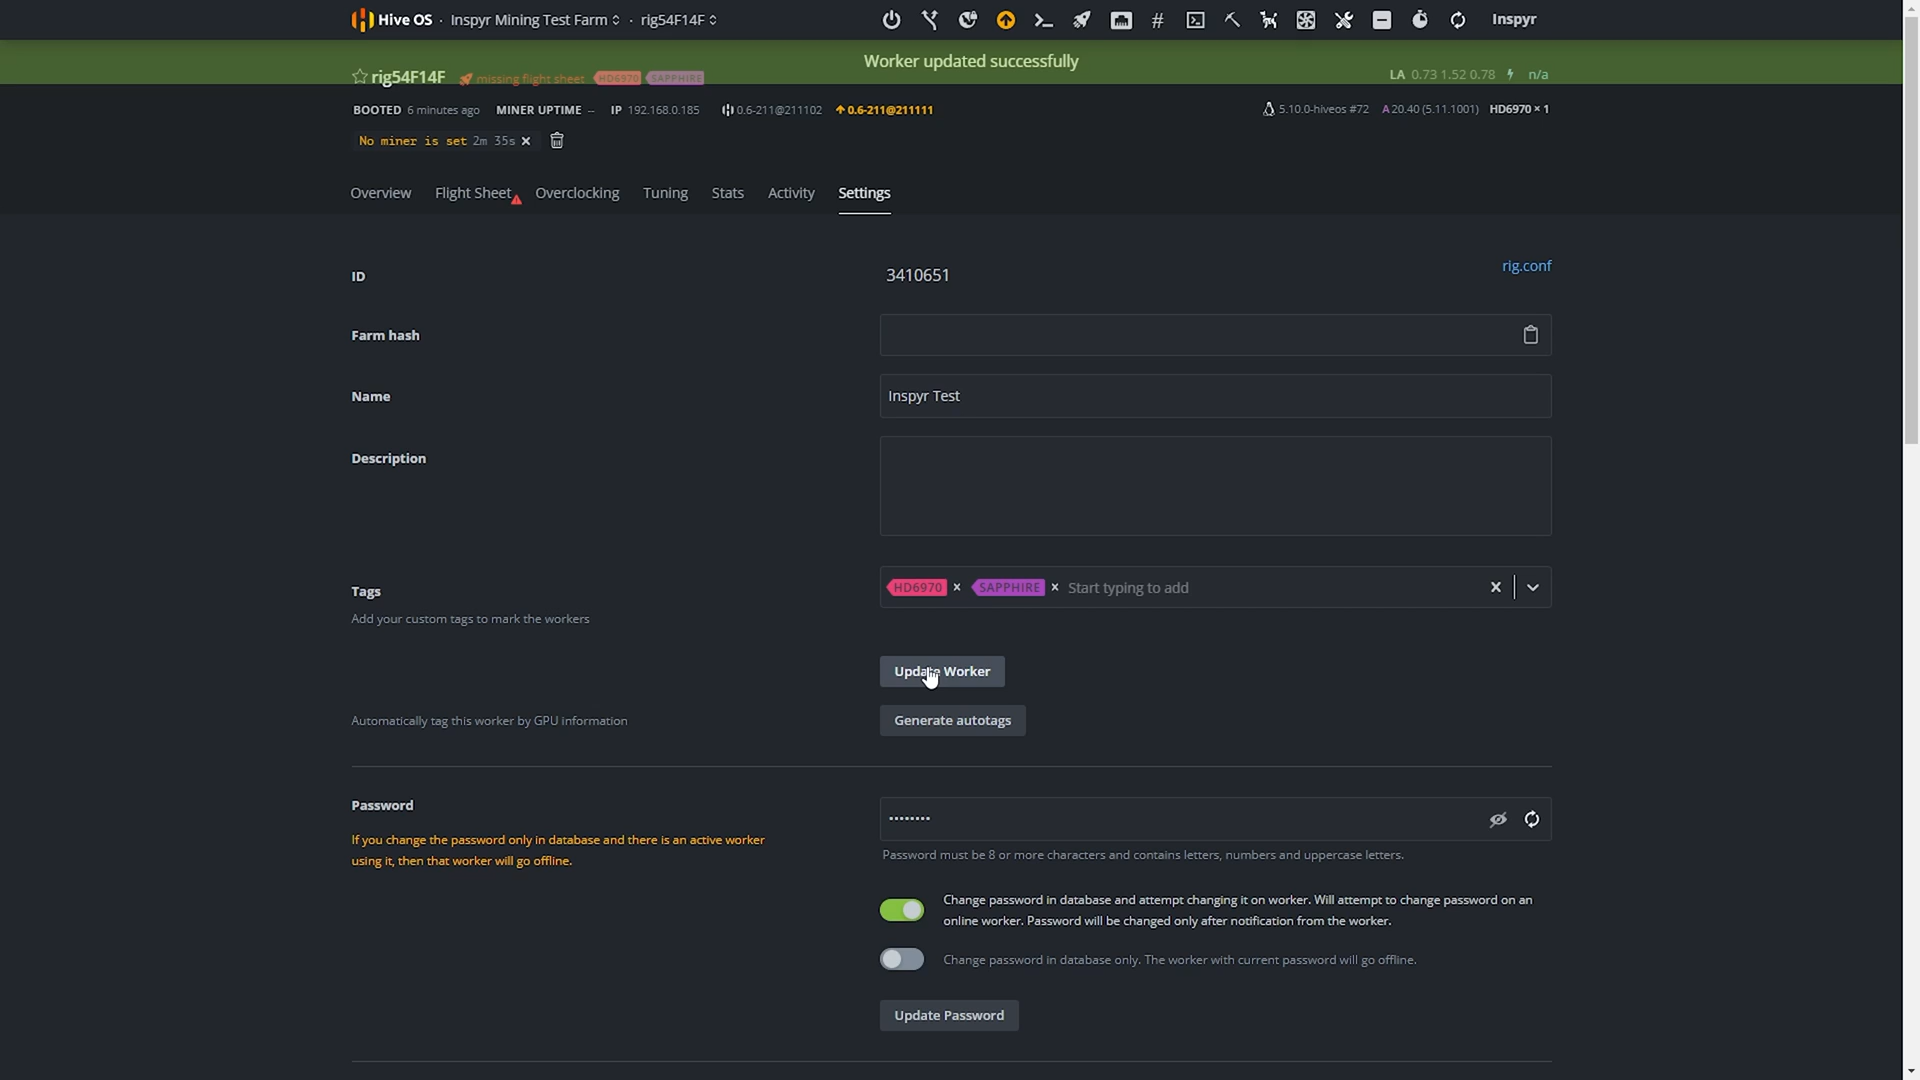 Hive OS · Inspyr Mining Test Farm · rig54F14F Inspyr
Worker updated successfully
rig54F14F missing flight sheet HD6970 SAPPHIRE LA 0.73 1.52 0.78 n/a
BOOTED 6 minutes ago MINER UPTIME -- IP 192.168.0.185 0.6-211@211102 0.6-211@211111 5.10.0-hiveos #72 A 20.40 (5.11.1001) HD6970 × 1
No miner is set 2m 35s
Overview Flight Sheet Overclocking Tuning Stats Activity Settings
ID 3410651 rig.conf
Farm hash
Name Inspyr Test
Description
Tags HD6970 × SAPPHIRE × Start typing to add
Add your custom tags to mark the workers
Update Worker
Automatically tag this worker by GPU information Generate autotags
Password ••••••••
If you change the password only in database and there is an active worker
using it, then that worker will go offline.
Password must be 8 or more characters and contains letters, numbers and uppercase letters.
Change password in database and attempt changing it on worker. Will attempt to change password on an
online worker. Password will be changed only after notification from the worker.
Change password in database only. The worker with current password will go offline.
Update Password